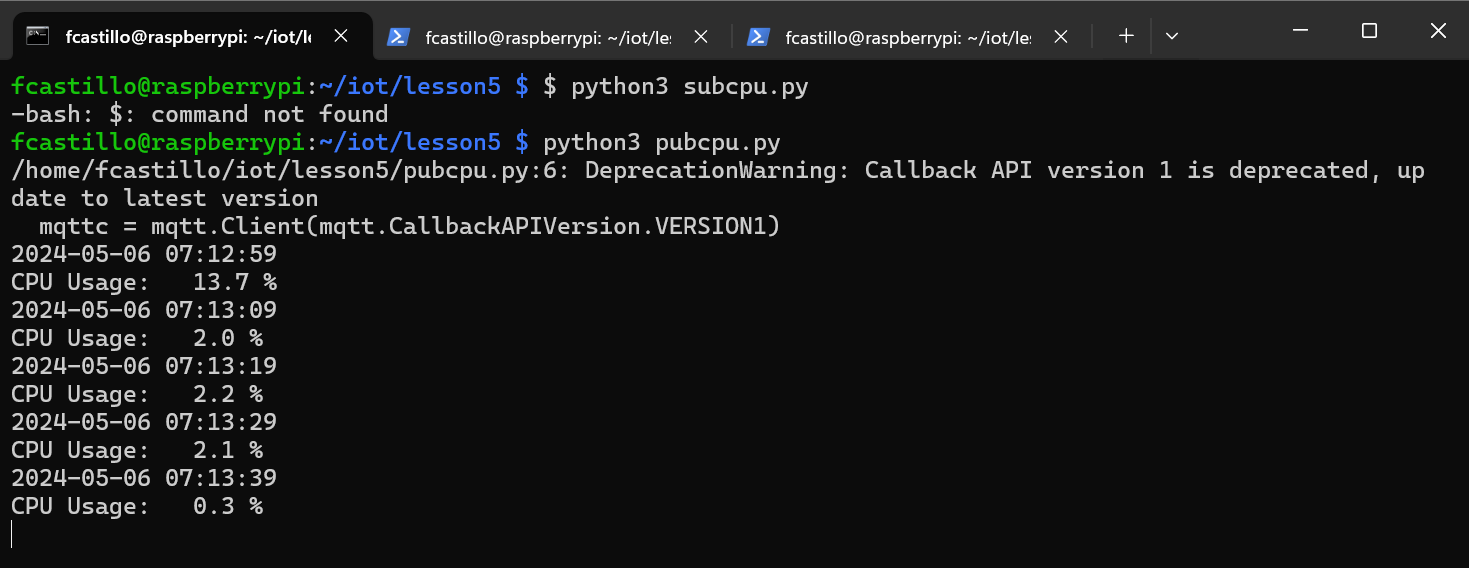 fcastillo@raspberrypi: ~/iot/l
fcastillo@raspberrypi: ~/iot/le
fcastillo@raspberrypi: ~/iot/le
fcastillo@raspberrypi:~/iot/lesson5 $ $ python3 subcpu.py
-bash: $: command not found
fcastillo@raspberrypi:~/iot/lesson5 $ python3 pubcpu.py
/home/fcastillo/iot/lesson5/pubcpu.py:6: DeprecationWarning: Callback API version 1 is deprecated, up
date to latest version
  mqttc = mqtt.Client(mqtt.CallbackAPIVersion.VERSION1)
2024-05-06 07:12:59
CPU Usage:   13.7 %
2024-05-06 07:13:09
CPU Usage:   2.0 %
2024-05-06 07:13:19
CPU Usage:   2.2 %
2024-05-06 07:13:29
CPU Usage:   2.1 %
2024-05-06 07:13:39
CPU Usage:   0.3 %